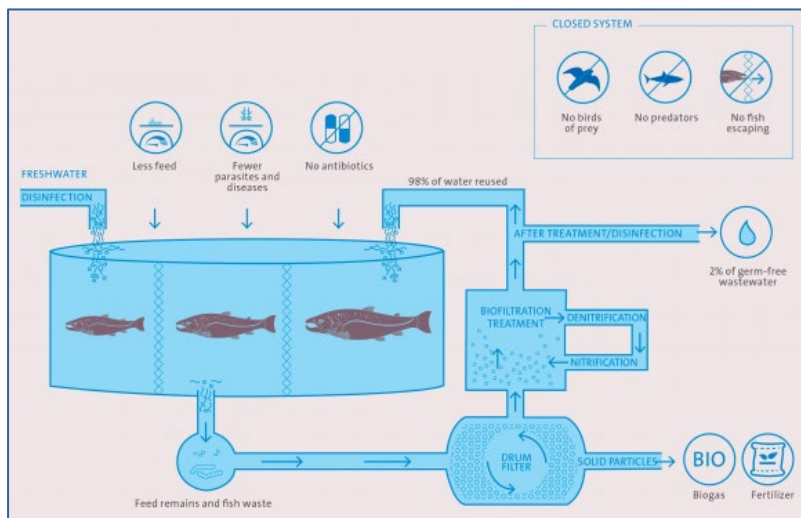 CLOSED SYSTEM
No birds
of prey
No predators
No fish
escaping
Less feed
Fewer
parasites and
diseases
No antibiotics
FRESHWATER
DISINFECTION
98% of water reused
AFTER TREATMENT/DISINFECTION
2% of germ-free
wastewater
BIOFILTRATION
TREATMENT
DENITRIFICATION
NITRIFICATION
DRUM
FILTER
SOLID PARTICLES
BIO
Biogas
Fertilizer
Feed remains and fish waste